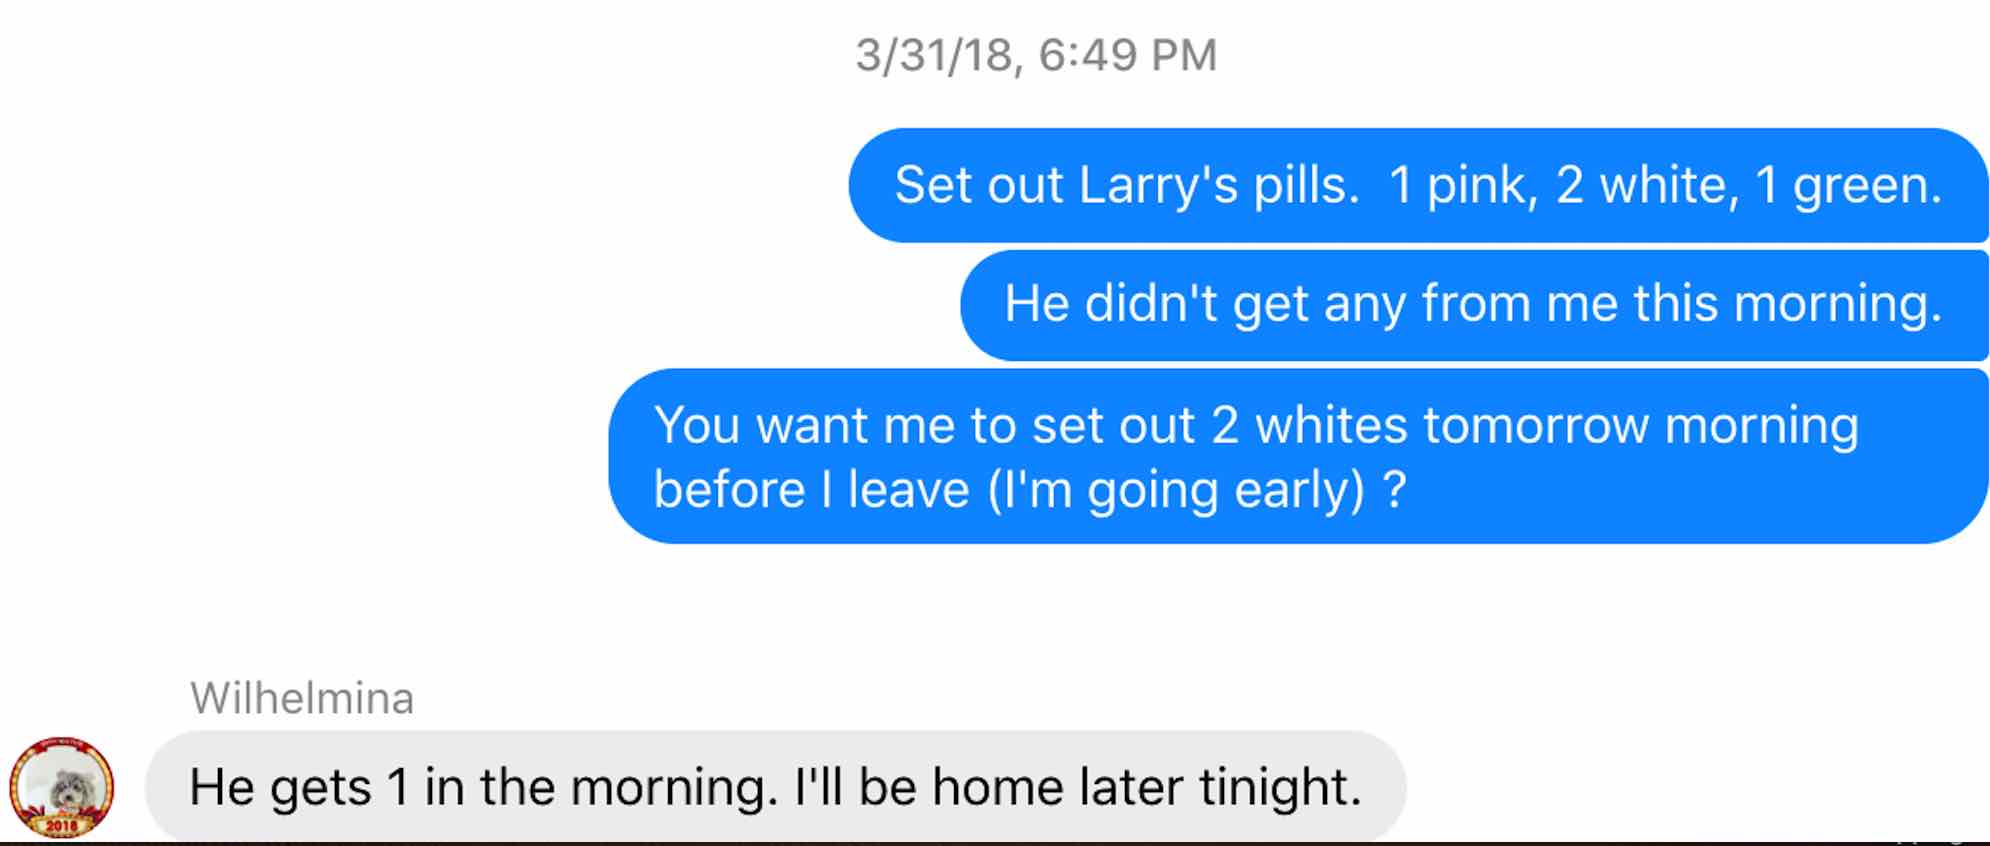 3/31/18, 6:49 PM
Set out Larry's pills.  1 pink, 2 white, 1 green.
He didn't get any from me this morning.
You want me to set out 2 whites tomorrow morning
before I leave (I'm going early) ?
Wilhelmina
He gets 1 in the morning. I'll be home later tinight.
2018